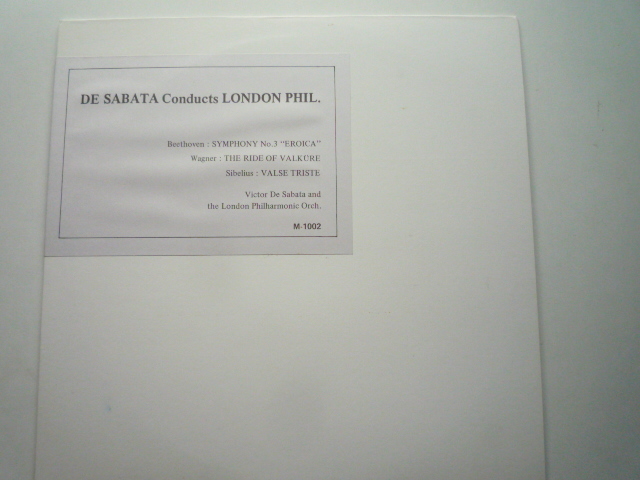 DE SABATA Conducts LONDON PHIL.
Beethoven : SYMPHONY No.3 "EROICA"
Wagner : THE RIDE OF VALKÜRE
Sibelius : VALSE TRISTE
Victor De Sabata and
the London Philharmonic Orch.
M-1002